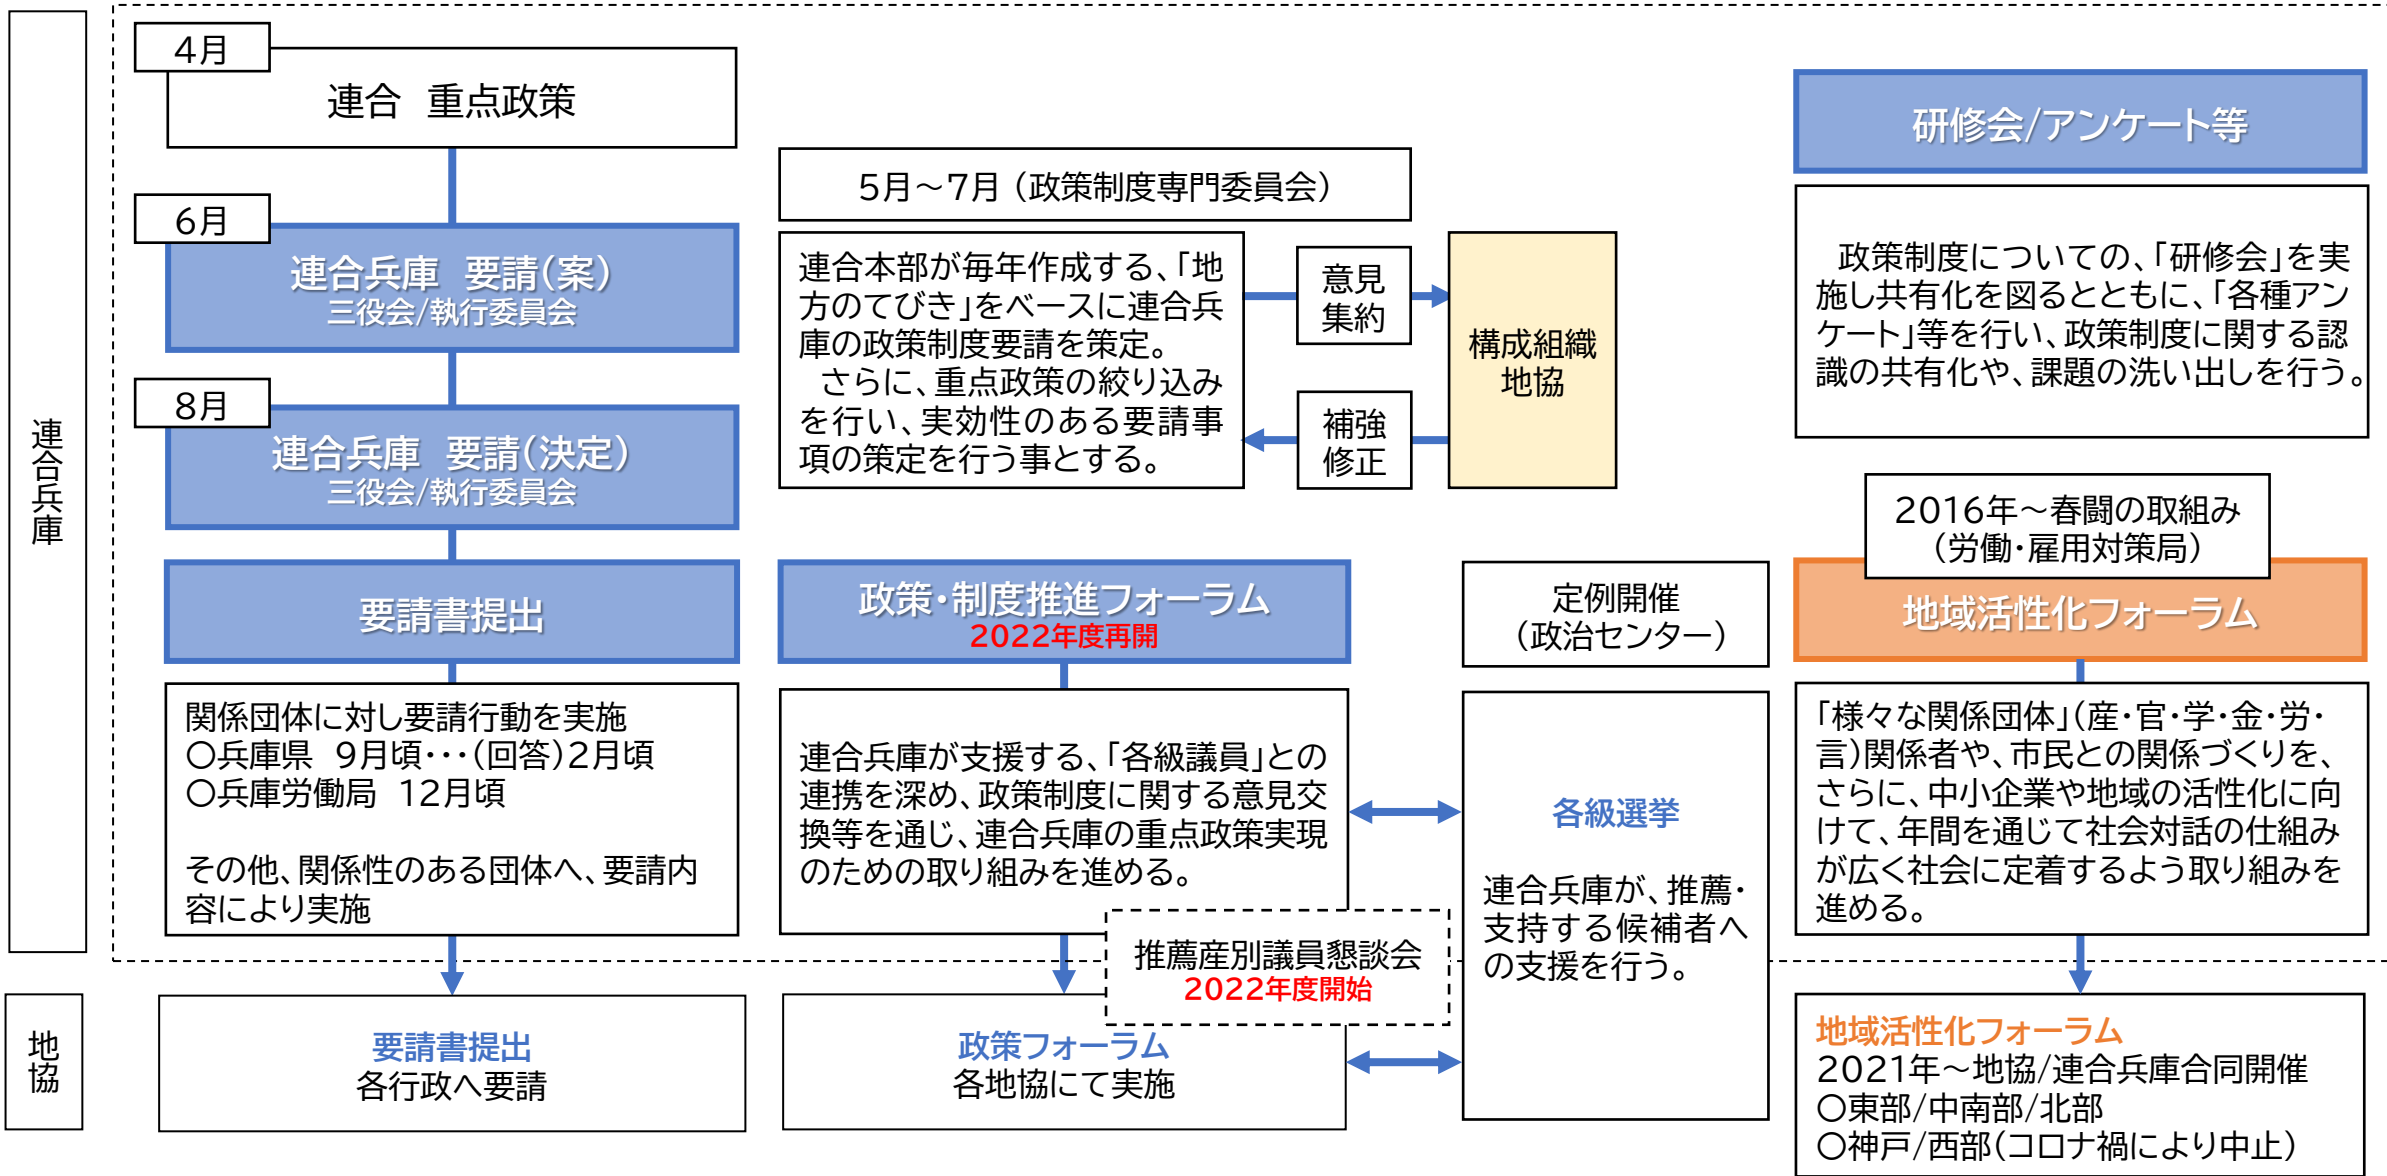 連合兵庫
4月
連合　重点政策
6月
連合兵庫　要請(案)
三役会/執行委員会
8月
連合兵庫　要請(決定)
三役会/執行委員会
要請書提出
関係団体に対し要請行動を実施
○兵庫県　9月頃・・・(回答)2月頃
○兵庫労働局　12月頃
その他、関係性のある団体へ、要請内
容により実施
5月～7月（政策制度専門委員会）
連合本部が毎年作成する、「地
方のてびき」をベースに連合兵
庫の政策制度要請を策定。
　さらに、重点政策の絞り込み
を行い、実効性のある要請事
項の策定を行う事とする。
意見
集約
補強
修正
構成組織
地協
政策・制度推進フォーラム
2022年度再開
連合兵庫が支援する、「各級議員」との
連携を深め、政策制度に関する意見交
換等を通じ、連合兵庫の重点政策実現
のための取り組みを進める。
推薦産別議員懇談会
2022年度開始
定例開催
（政治センター）
各級選挙
連合兵庫が、推薦・
支持する候補者へ
の支援を行う。
研修会/アンケート等
　政策制度についての、「研修会」を実
施し共有化を図るとともに、「各種アン
ケート」等を行い、政策制度に関する認
識の共有化や、課題の洗い出しを行う。
2016年～春闘の取組み
（労働・雇用対策局）
地域活性化フォーラム
「様々な関係団体」（産・官・学・金・労・
言）関係者や、市民との関係づくりを、
さらに、中小企業や地域の活性化に向
けて、年間を通じて社会対話の仕組み
が広く社会に定着するよう取り組みを
進める。
地協
要請書提出
各行政へ要請
政策フォーラム
各地協にて実施
地域活性化フォーラム
2021年～地協/連合兵庫合同開催
○東部/中南部/北部
○神戸/西部（コロナ禍により中止）